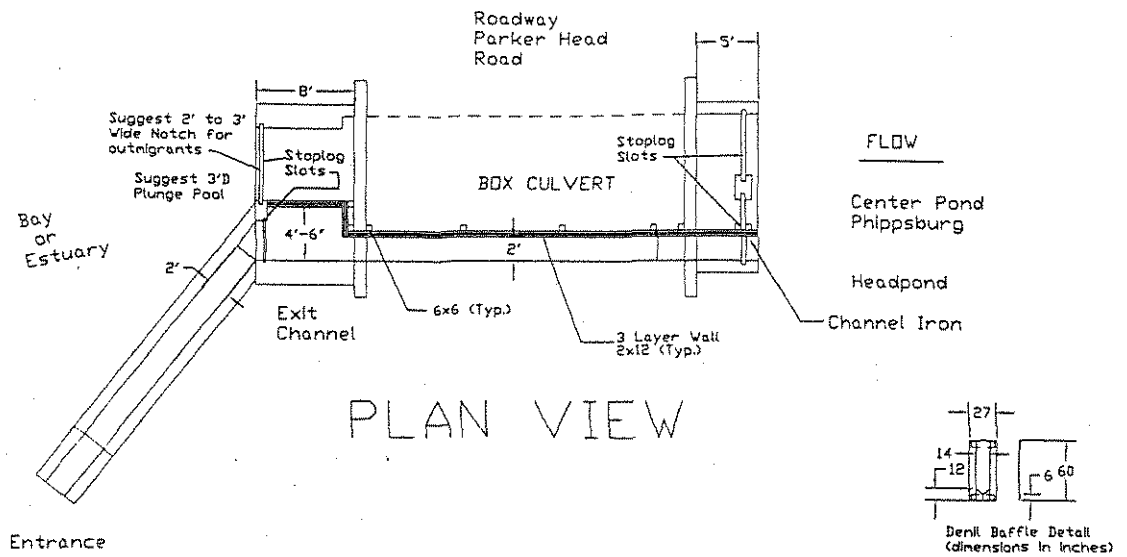 Roadway
Parker Head
Road
5'
8'
Suggest 2' to 3'
Wide Notch for
outmigrants
Stoplog
Slots
Suggest 3'D
Plunge Pool
Stoplog
Slots
FLOW
BOX CULVERT
Center Pond
Phippsburg
Bay
or
Estuary
4'-6"
2'
2'
Headpond
Exit
Channel
6x6 (Typ.)
Channel Iron
3 Layer Wall
2x12 (Typ.)
PLAN VIEW
27
14
12
6
60
Denil Baffle Detail
(dimensions in inches)
Entrance